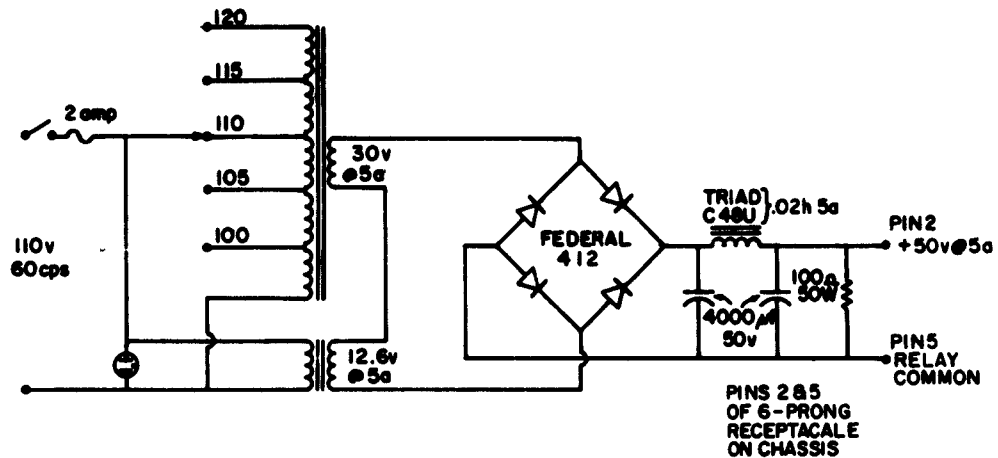 120
115
2 amp
110
105
100
110v
60cps
30v
@5a
12.6v
@5a
FEDERAL
412
TRIAD
C48U
.02h 5a
PIN2
+50v@5a
100Ω
50W
4000 µf
50v
PIN5
RELAY
COMMON
PINS 2&5
OF 6-PRONG
RECEPTACALE
ON CHASSIS